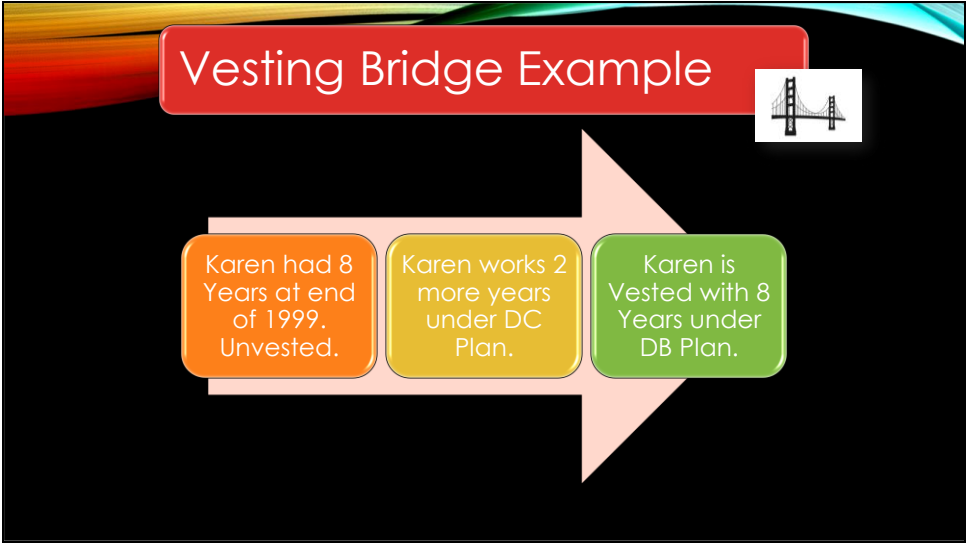 Vesting Bridge Example
Karen had 8
Years at end
of 1999.
Unvested.
Karen works 2
more years
under DC
Plan.
Karen is
Vested with 8
Years under
DB Plan.